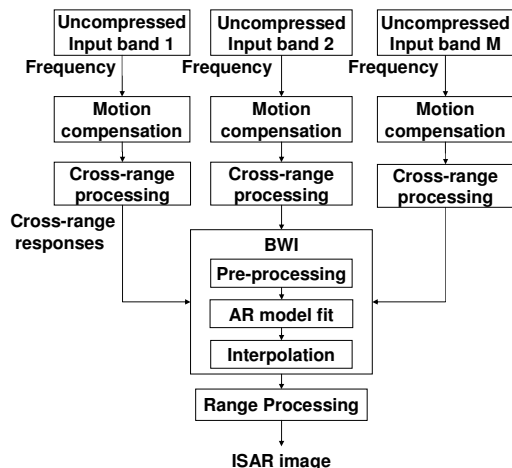 Uncompressed
Input band 1
Uncompressed
Input band 2
Uncompressed
Input band M
Frequency
Frequency
Frequency
Motion
compensation
Motion
compensation
Motion
compensation
Cross-range
processing
Cross-range
processing
Cross-range
processing
Cross-range
responses
BWI
Pre-processing
AR model fit
Interpolation
Range Processing
ISAR image